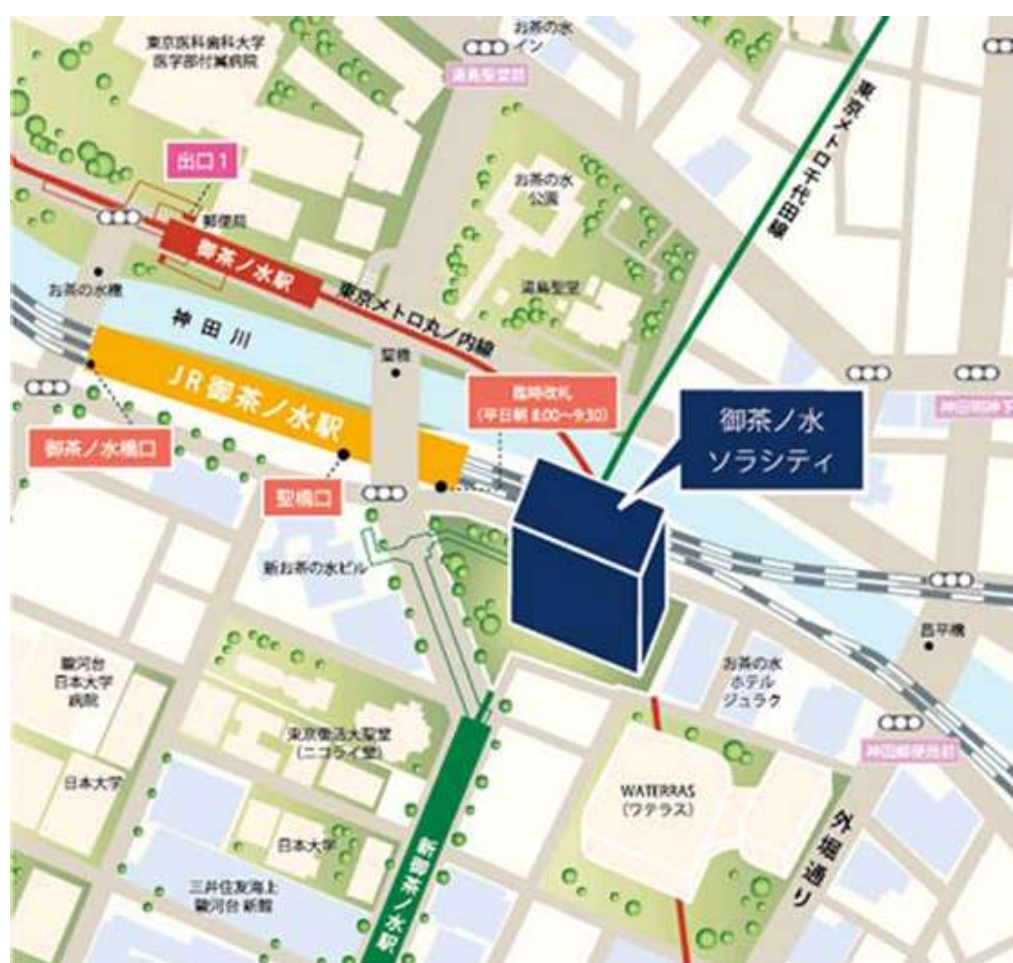 東京医科歯科大学
医学部付属病院
お茶の水
イン
湯島聖堂前
出口1
郵便局
御茶ノ水駅
お茶の水
公園
東京メトロ千代田線
お茶の水橋
神田川
東京メトロ丸ノ内線
湯島聖堂
聖橋
JR御茶ノ水駅
臨時改札
(平日朝 8:00〜9:30)
御茶ノ水
ソラシティ
御茶ノ水橋口
聖橋口
新お茶の水ビル
昌平橋
駿河台
日本大学
病院
お茶の水
ホテル
ジュラク
東京復活大聖堂
(ニコライ堂)
神田郵便局前
日本大学
WATERRAS
(ワテラス)
外堀通り
日本大学
三井住友海上
駿河台 新館
新御茶ノ水駅